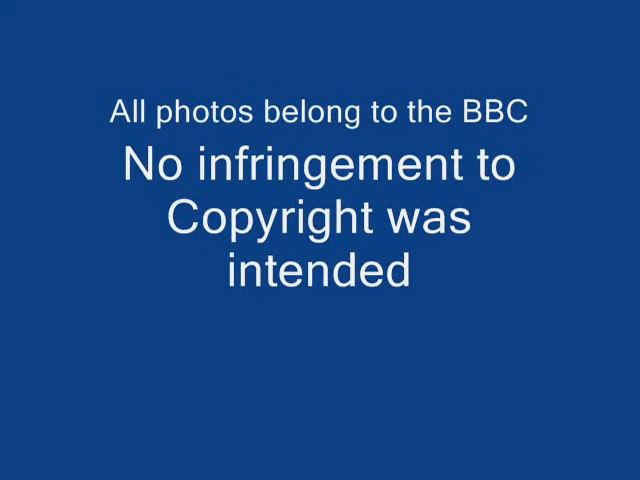 All photos belong to the BBC
No infringement to
Copyright was
intended